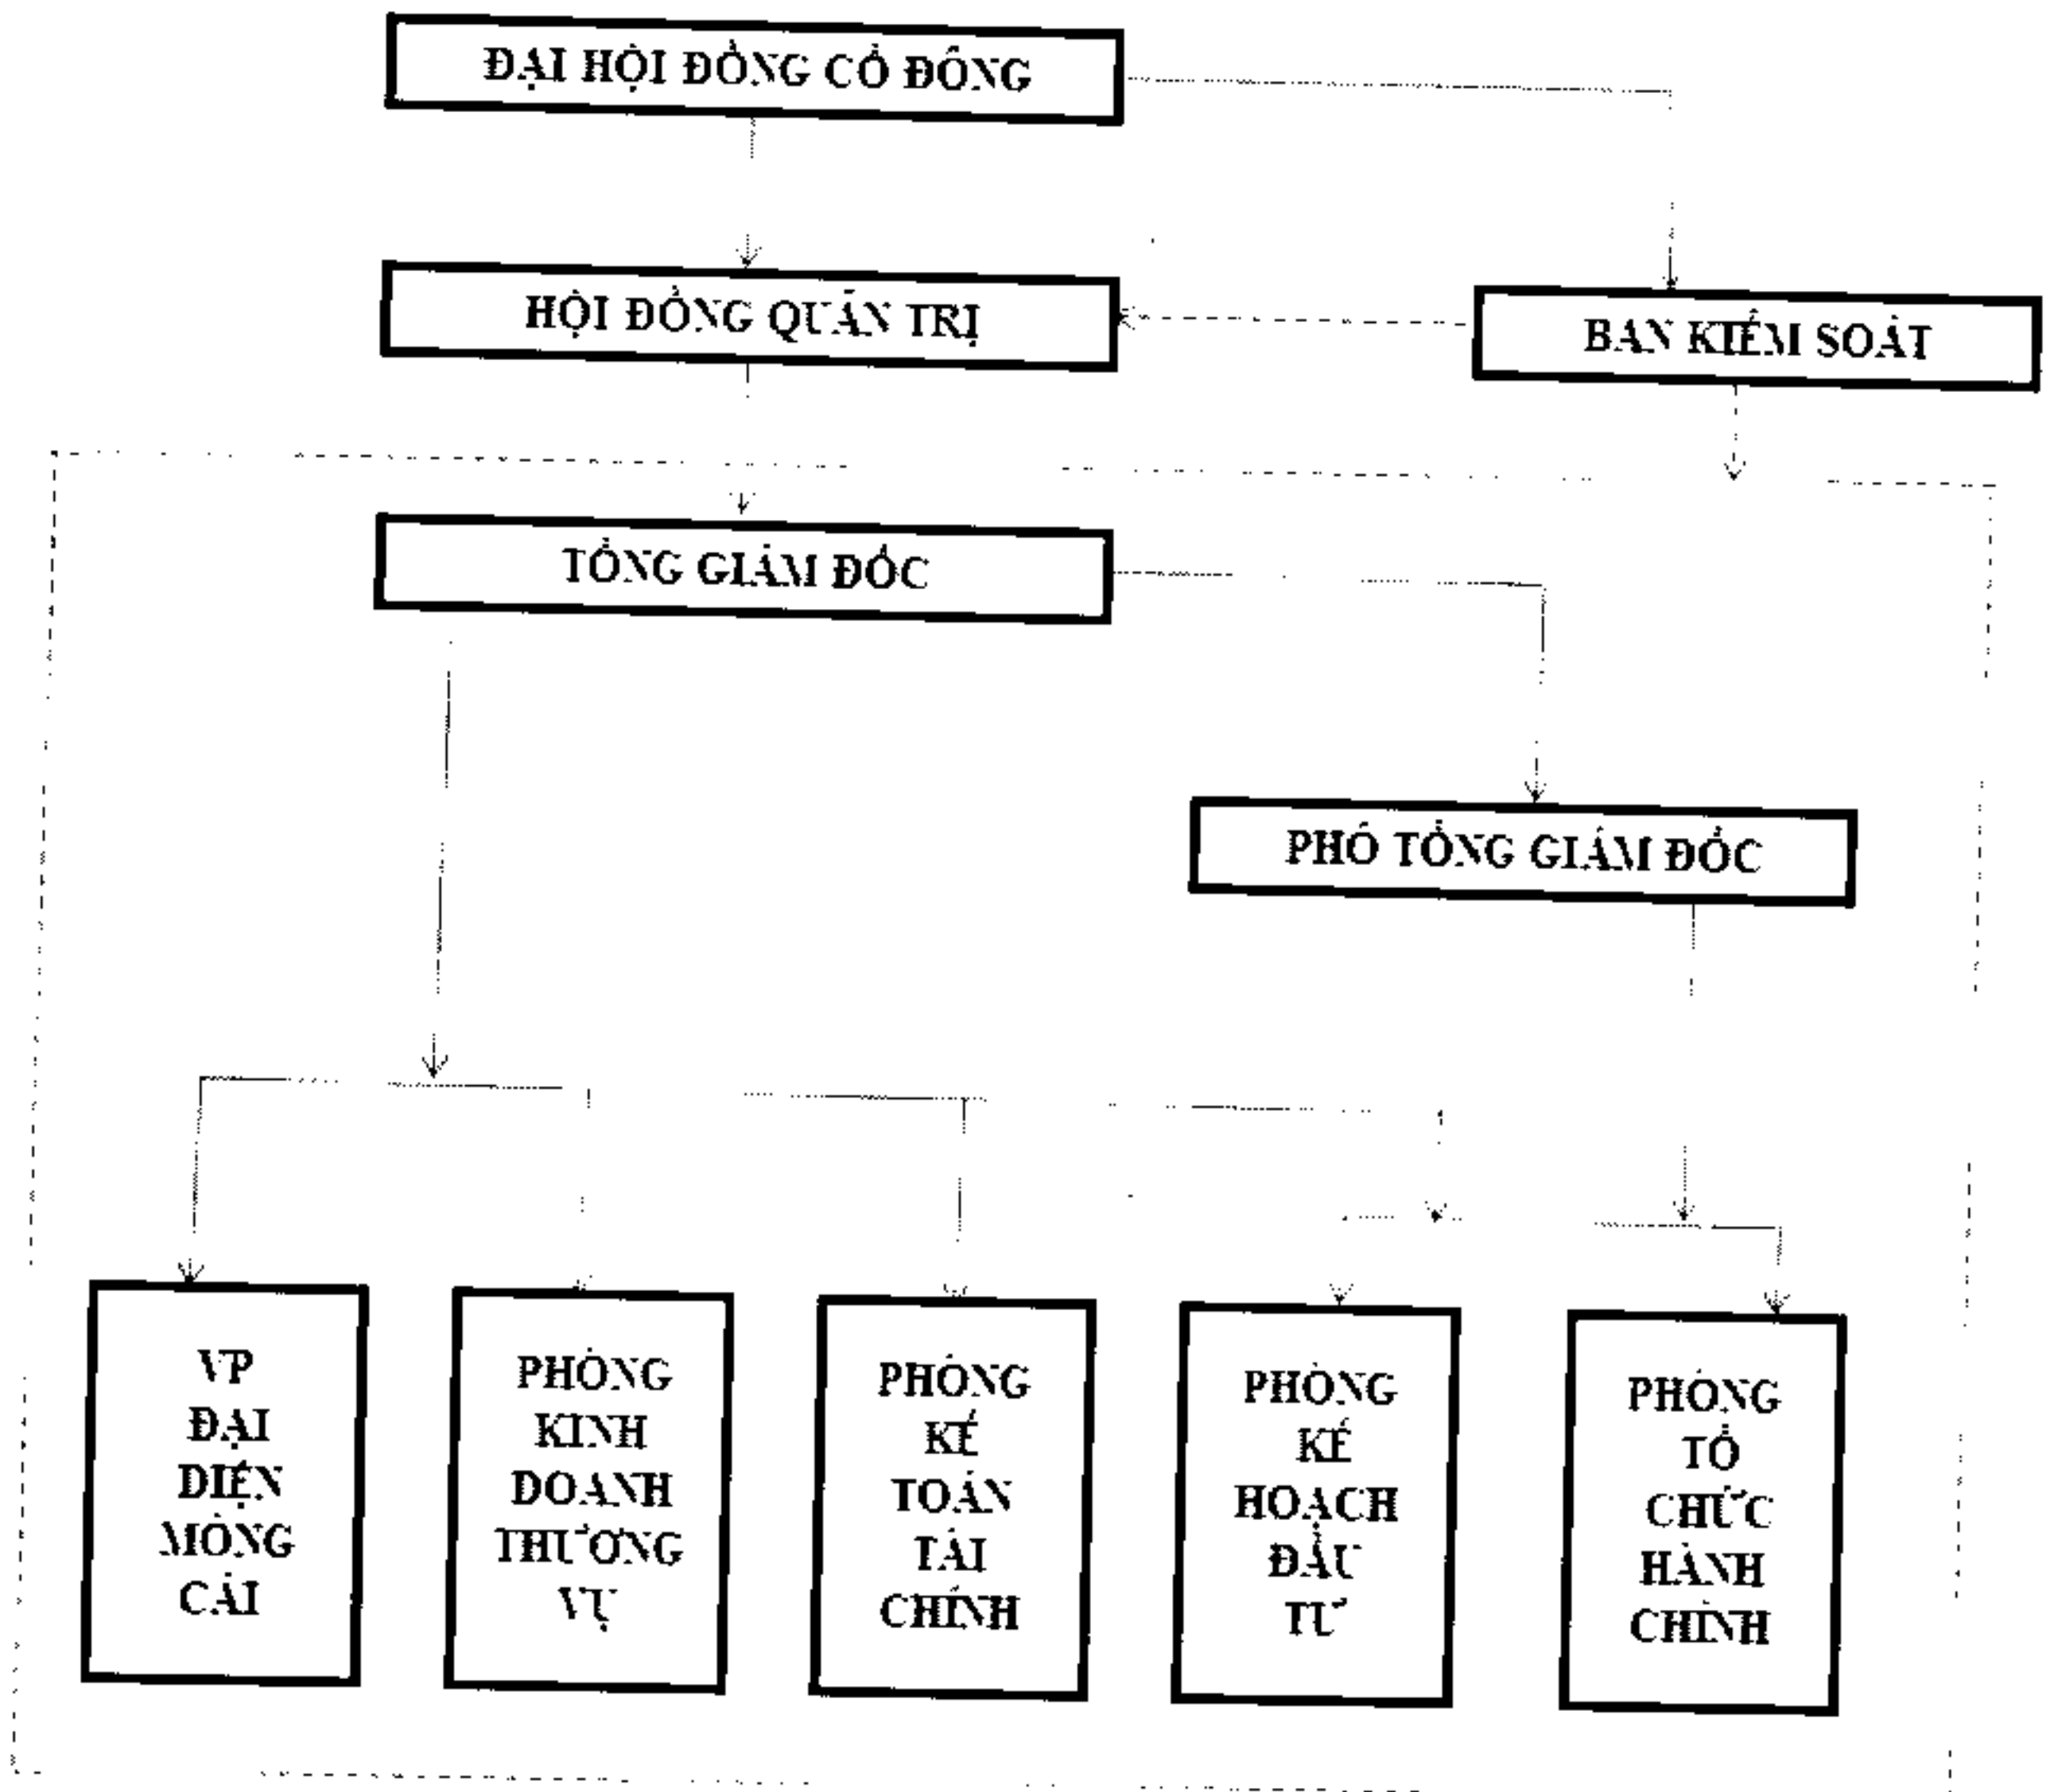 ĐẠI HỘI ĐỒNG CỔ ĐÔNG
HỘI ĐỒNG QUẢN TRỊ
BAN KIỂM SOÁT
TỔNG GIÁM ĐỐC
PHÓ TỔNG GIÁM ĐỐC
VP
ĐẠI
DIỆN
MÓNG
CÁI
PHÒNG
KINH
DOANH
THƯƠNG
VỤ
PHÒNG
KẾ
TOÁN
TÀI
CHÍNH
PHÒNG
KẾ
HOẠCH
ĐẦU
TƯ
PHÒNG
TỔ
CHỨC
HÀNH
CHÍNH